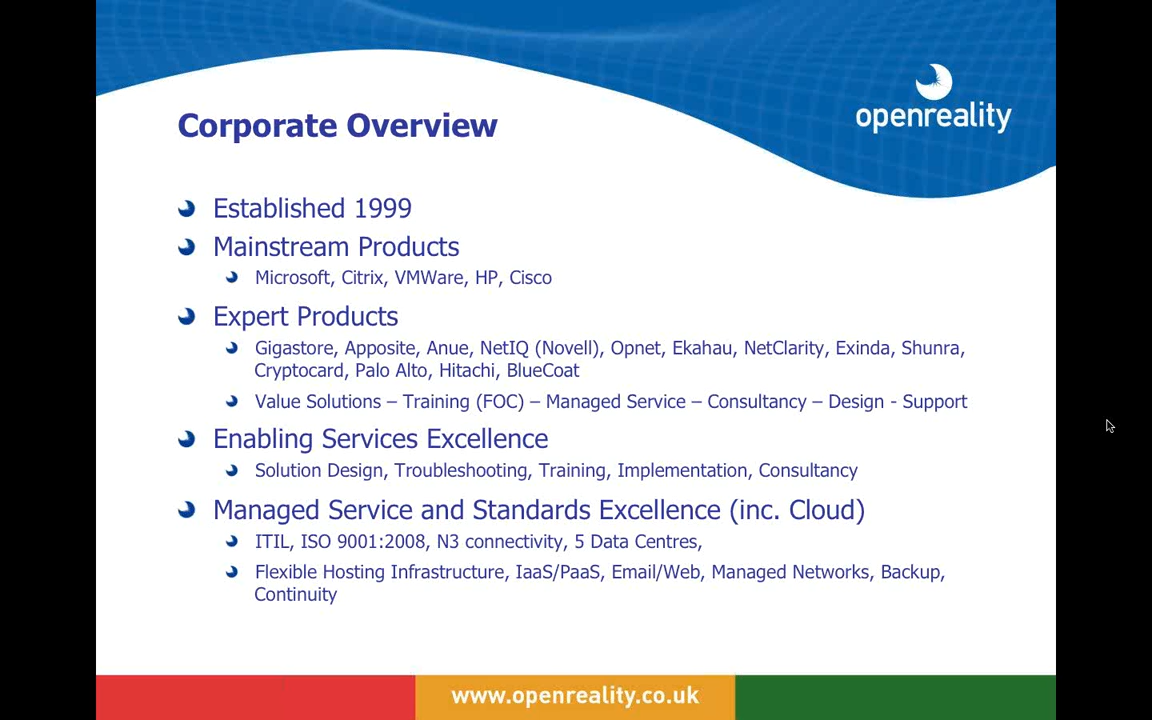 openreality
Corporate Overview
Established 1999
Mainstream Products
Microsoft, Citrix, VMWare, HP, Cisco
Expert Products
Gigastore, Apposite, Anue, NetIQ (Novell), Opnet, Ekahau, NetClarity, Exinda, Shunra,
Cryptocard, Palo Alto, Hitachi, BlueCoat
Value Solutions – Training (FOC) – Managed Service – Consultancy – Design - Support
Enabling Services Excellence
Solution Design, Troubleshooting, Training, Implementation, Consultancy
Managed Service and Standards Excellence (inc. Cloud)
ITIL, ISO 9001:2008, N3 connectivity, 5 Data Centres,
Flexible Hosting Infrastructure, IaaS/PaaS, Email/Web, Managed Networks, Backup,
Continuity
www.openreality.co.uk